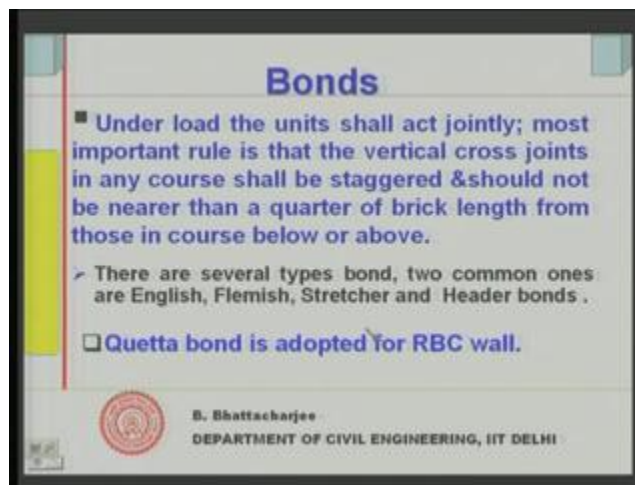 Bonds
Under load the units shall act jointly; most
important rule is that the vertical cross joints
in any course shall be staggered &should not
be nearer than a quarter of brick length from
those in course below or above.
There are several types bond, two common ones
are English, Flemish, Stretcher and Header bonds .
Quetta bond is adopted for RBC wall.
B. Bhattacharjee
DEPARTMENT OF CIVIL ENGINEERING, IIT DELHI